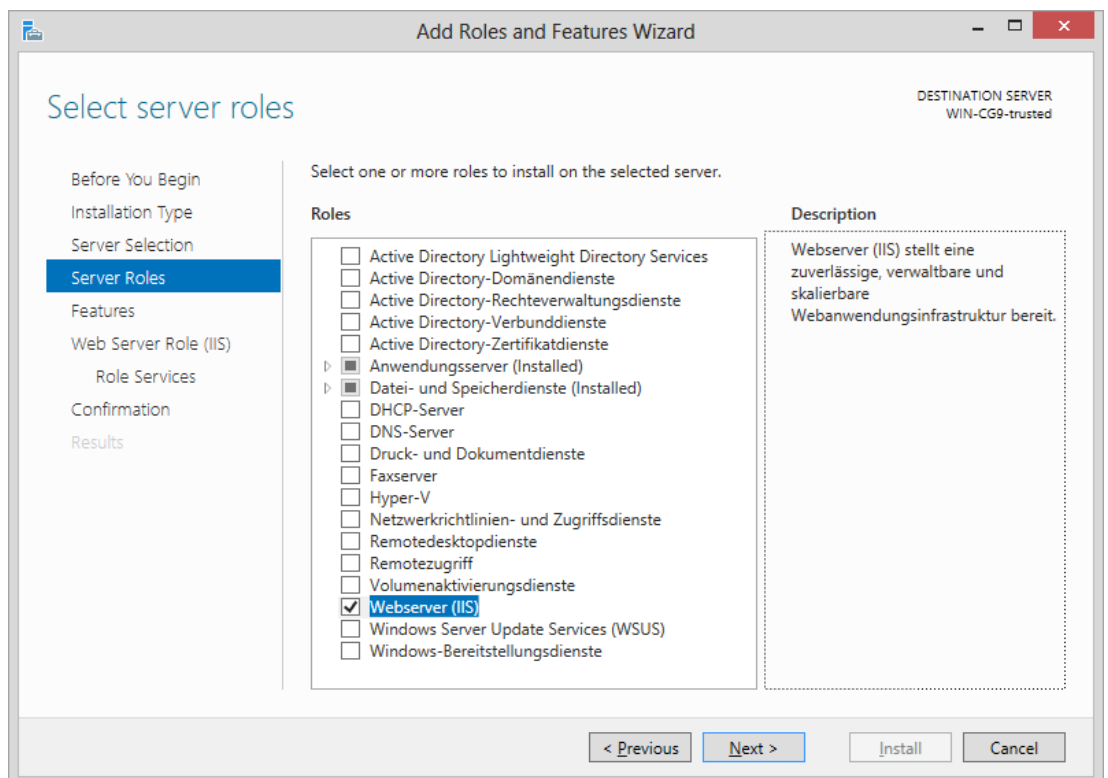 Add Roles and Features Wizard
Select server roles
DESTINATION SERVER
WIN-CG9-trusted
Before You Begin
Installation Type
Server Selection
Server Roles
Features
Web Server Role (IIS)
Role Services
Confirmation
Results
Select one or more roles to install on the selected server.
Roles
Active Directory Lightweight Directory Services
Active Directory-Domänendienste
Active Directory-Rechteverwaltungsdienste
Active Directory-Verbunddienste
Active Directory-Zertifikatdienste
Anwendungsserver (Installed)
Datei- und Speicherdienste (Installed)
DHCP-Server
DNS-Server
Druck- und Dokumentdienste
Faxserver
Hyper-V
Netzwerkrichtlinien- und Zugriffsdienste
Remotedesktopdienste
Remotezugriff
Volumenaktivierungsdienste
Webserver (IIS)
Windows Server Update Services (WSUS)
Windows-Bereitstellungsdienste
Description
Webserver (IIS) stellt eine
zuverlässige, verwaltbare und
skalierbare
Webanwendungsinfrastruktur bereit.
< Previous
Next >
Install
Cancel